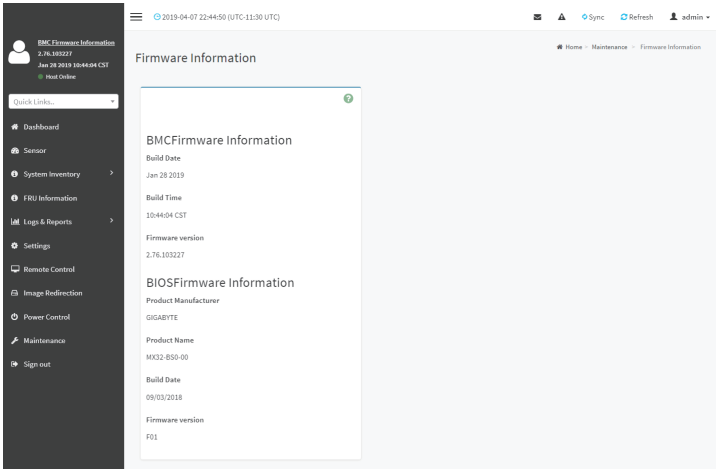 BMC Firmware Information
2.76.103227
Jan 28 2019 10:44:04 CST
Host Online
Quick Links..
Dashboard
Sensor
System Inventory
FRU Information
Logs & Reports
Settings
Remote Control
Image Redirection
Power Control
Maintenance
Sign out
2019-04-07 22:44:50 (UTC-11:30 UTC)
Sync
Refresh
admin
Firmware Information
Home
Maintenance
Firmware Information
BMCFirmware Information
Build Date
Jan 28 2019
Build Time
10:44:04 CST
Firmware version
2.76.103227
BIOSFirmware Information
Product Manufacturer
GIGABYTE
Product Name
MX32-BS0-00
Build Date
09/03/2018
Firmware version
F01